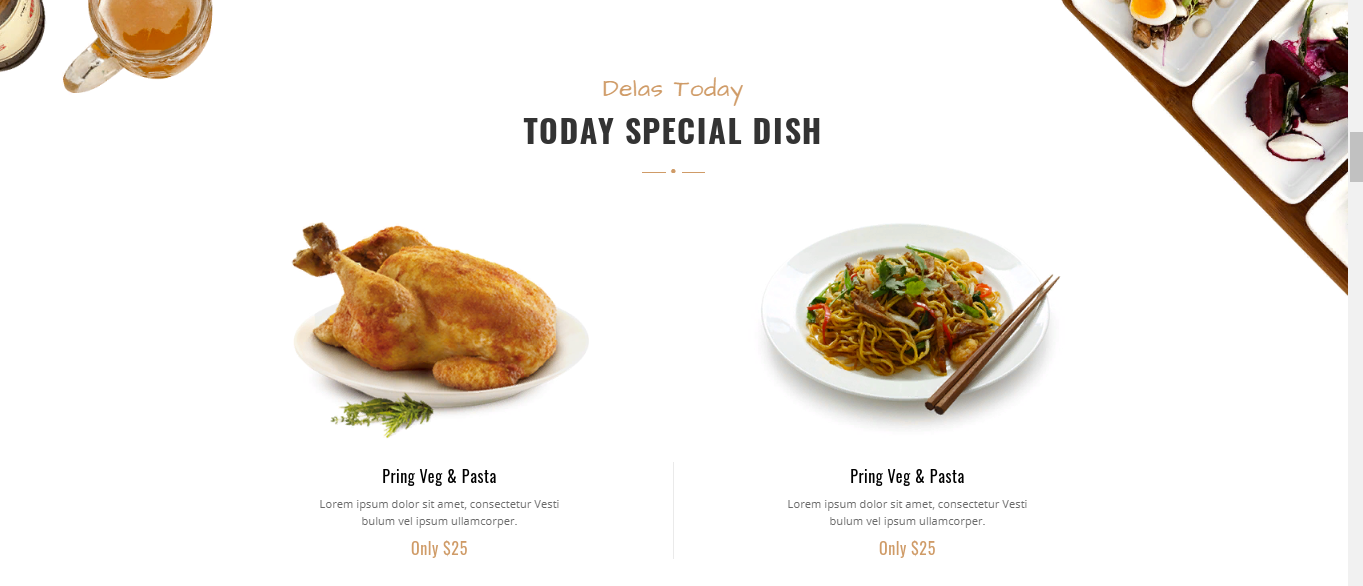 Delas Today
TODAY SPECIAL DISH
Pring Veg & Pasta
Lorem ipsum dolor sit amet, consectetur Vesti
bulum vel ipsum ullamcorper.
Only $25
Pring Veg & Pasta
Lorem ipsum dolor sit amet, consectetur Vesti
bulum vel ipsum ullamcorper.
Only $25